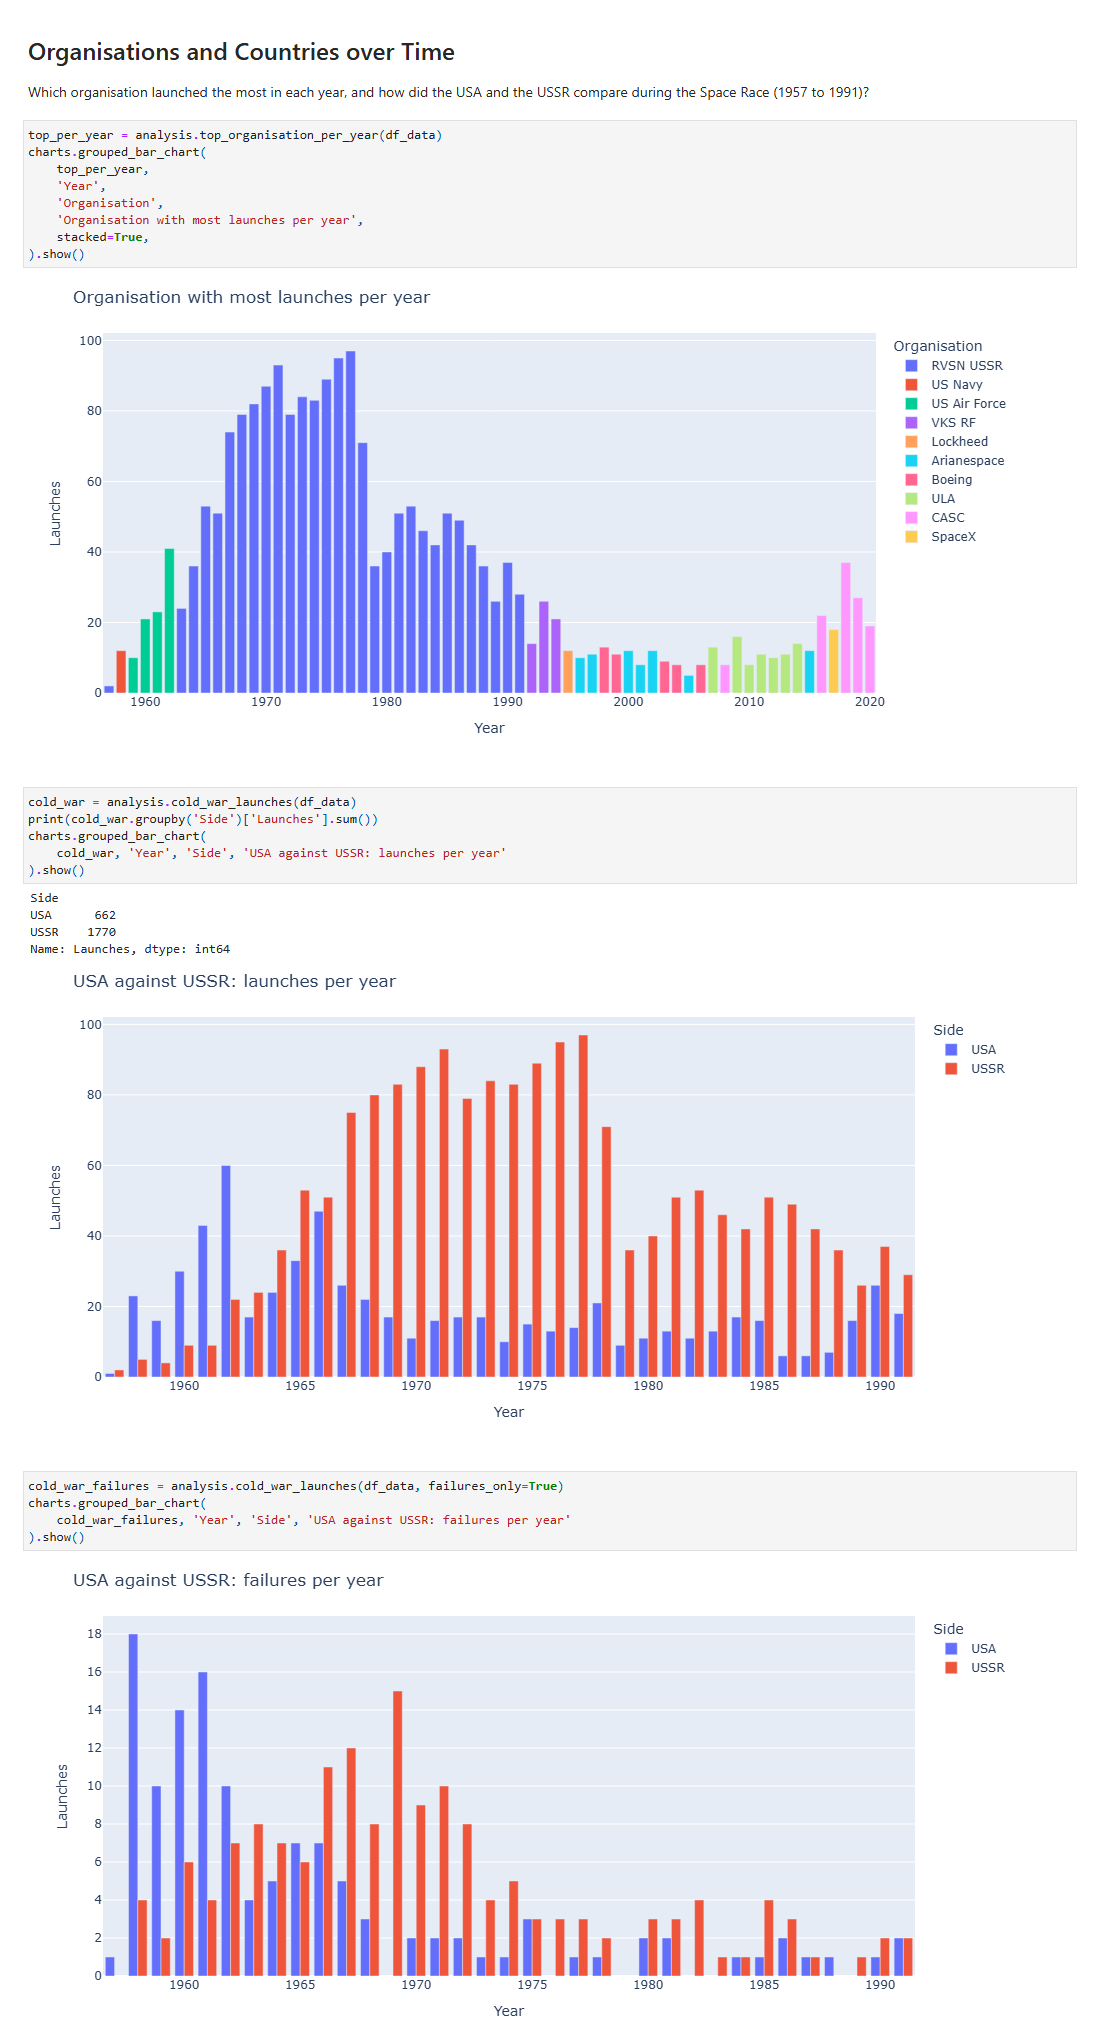 Organisations and Countries over Time
Which organisation launched the most in each year, and how did the USA and the USSR compare during the Space Race (1957 to 1991)?
top_per_year = analysis.top_organisation_per_year(df_data)
charts.grouped_bar_chart(
    top_per_year,
    'Year',
    'Organisation',
    'Organisation with most launches per year',
    stacked=True,
).show()
Organisation with most launches per year
100
80
60
40
20
0
Launches
1960 1970 1980 1990 2000 2010 2020
Year
Organisation
RVSN USSR
US Navy
US Air Force
VKS RF
Lockheed
Arianespace
Boeing
ULA
CASC
SpaceX
cold_war = analysis.cold_war_launches(df_data)
print(cold_war.groupby('Side')['Launches'].sum())
charts.grouped_bar_chart(
    cold_war, 'Year', 'Side', 'USA against USSR: launches per year'
).show()
Side
USA      662
USSR    1770
Name: Launches, dtype: int64
USA against USSR: launches per year
100
80
60
40
20
0
Launches
1960 1965 1970 1975 1980 1985 1990
Year
Side
USA
USSR
cold_war_failures = analysis.cold_war_launches(df_data, failures_only=True)
charts.grouped_bar_chart(
    cold_war_failures, 'Year', 'Side', 'USA against USSR: failures per year'
).show()
USA against USSR: failures per year
18
16
14
12
10
8
6
4
2
0
Launches
1960 1965 1970 1975 1980 1985 1990
Year
Side
USA
USSR